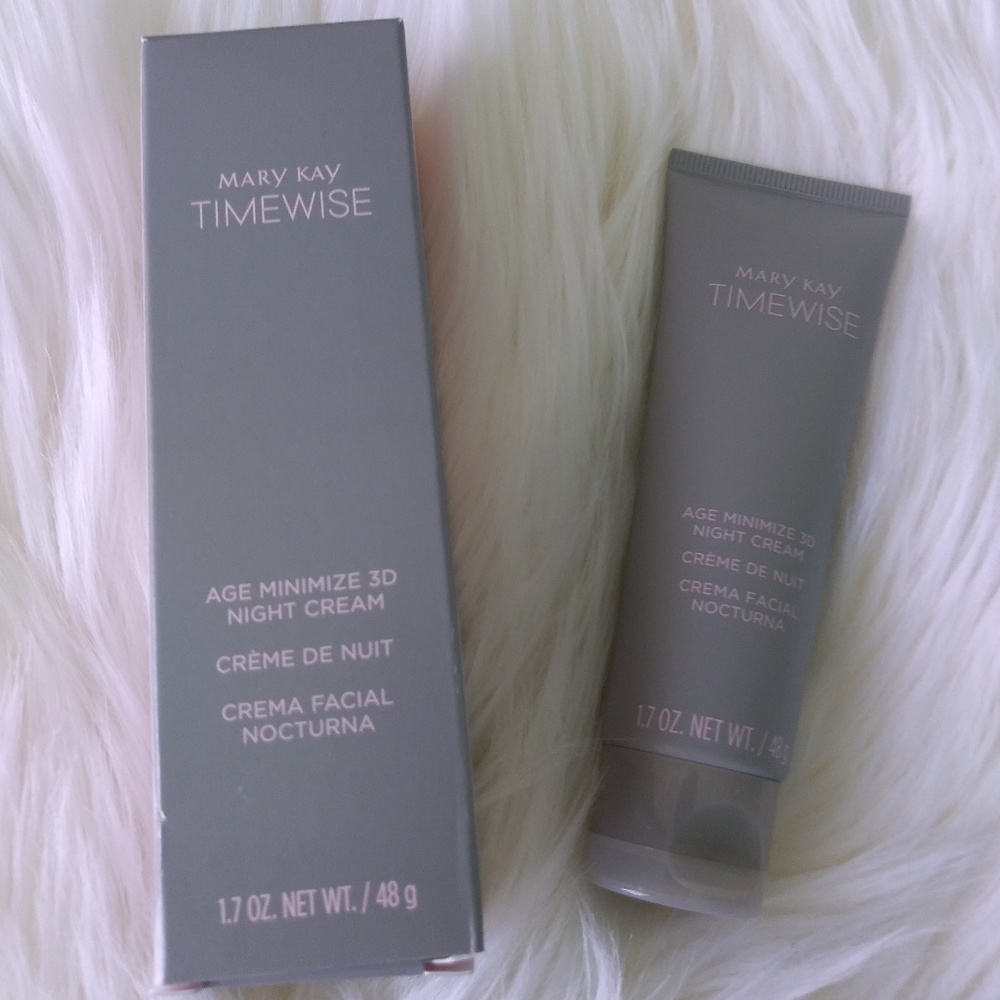 MARY KAY
TIMEWISE
AGE MINIMIZE 3D
NIGHT CREAM
CRÈME DE NUIT
CREMA FACIAL
NOCTURNA
1.7 OZ. NET WT. / 48 g
MARY KAY
TIMEWISE
AGE MINIMIZE 3D
NIGHT CREAM
CRÈME DE NUIT
CREMA FACIAL
NOCTURNA
1.7 OZ. NET WT. / 48 g